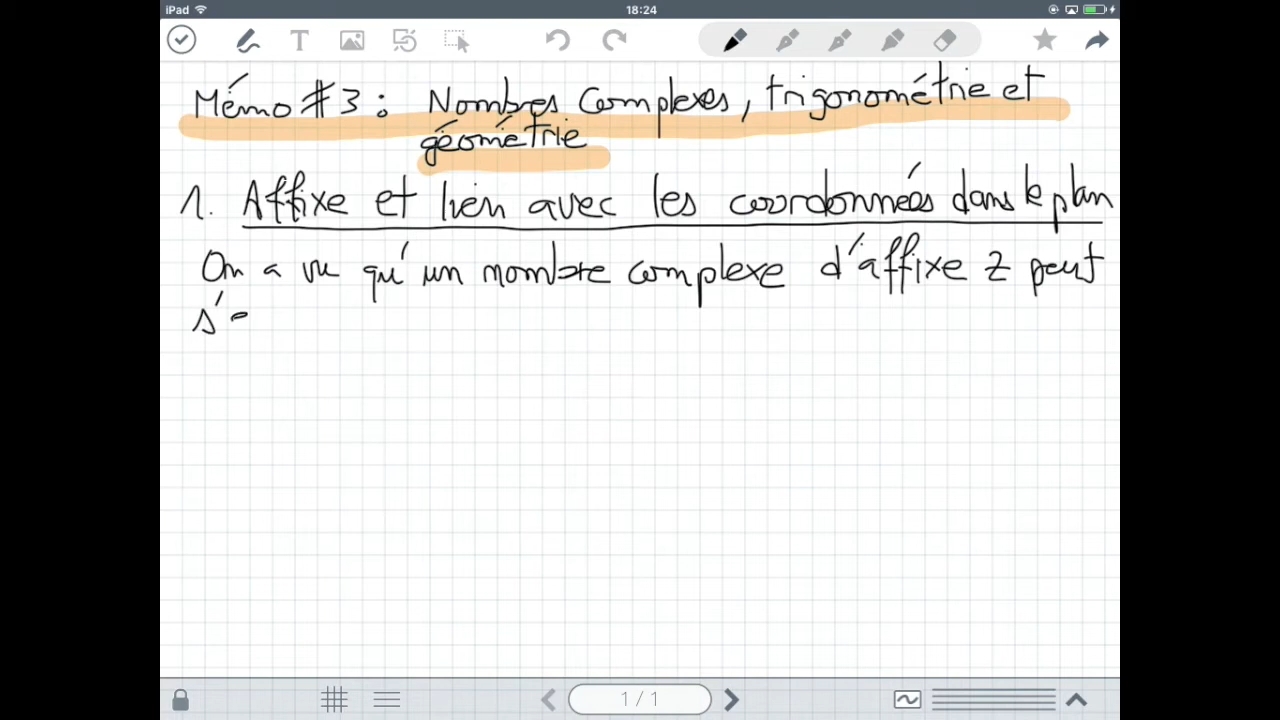 iPad
18:24
Mémo #3 : Nombres Complexes, trigonométrie et
géométrie
1. Affixe et lien avec les coordonnées dans le plan
On a vu qu'un nombre complexe d'affixe z peut
s'e
T
1 / 1